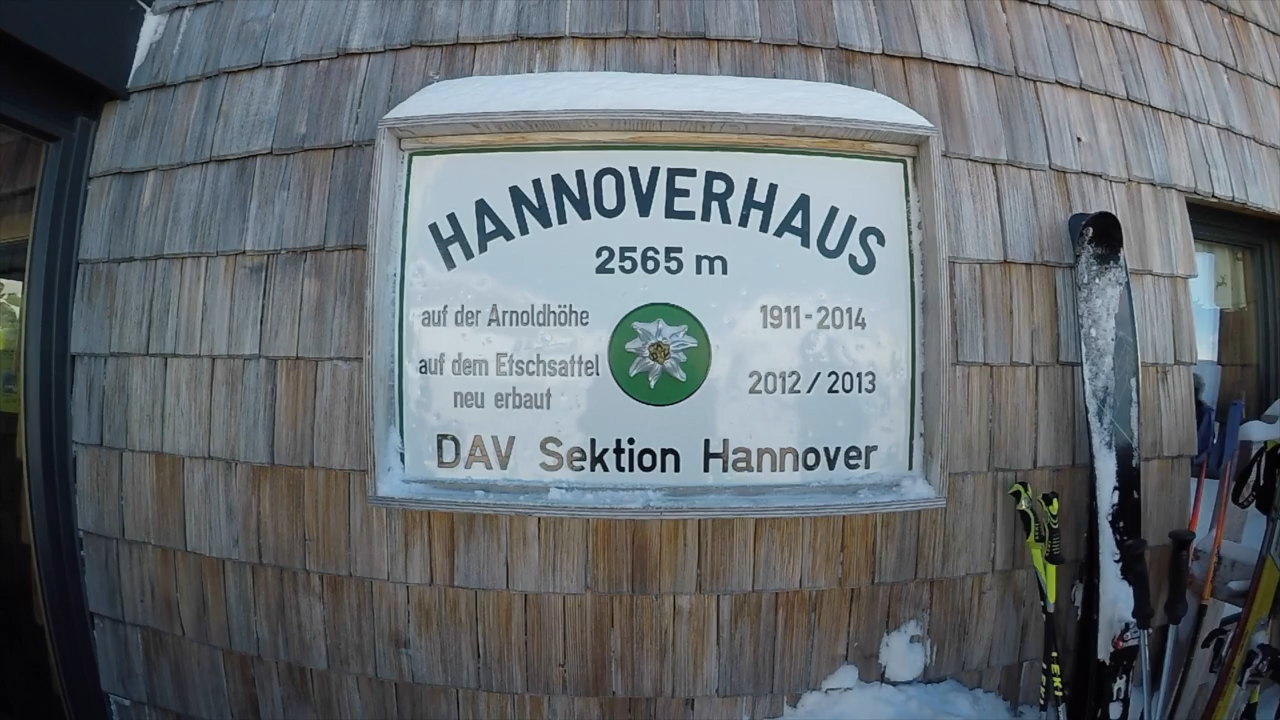 HANNOVERHAUS
2565 m
auf der Arnoldhöhe 1911-2014
auf dem Etschsattel
neu erbaut 2012/2013
DAV Sektion Hannover